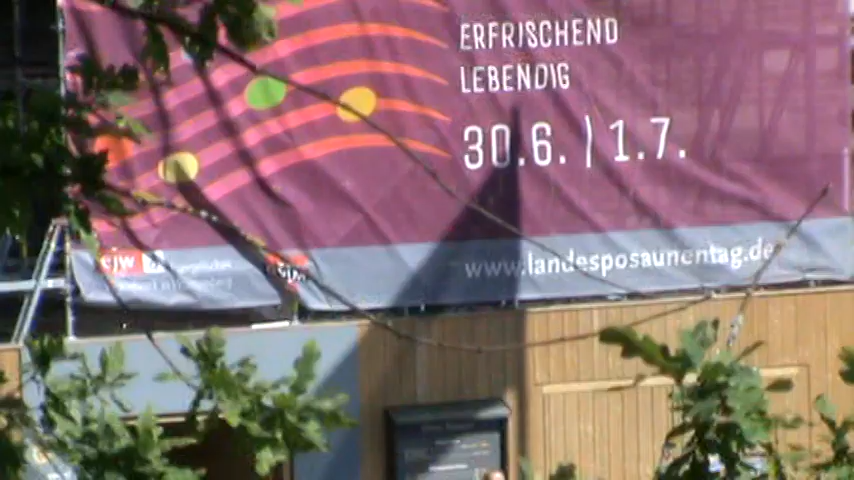 ERFRISCHEND
LEBENDIG
30.6. | 1.7.
ejw
www.landesposaunentag.de